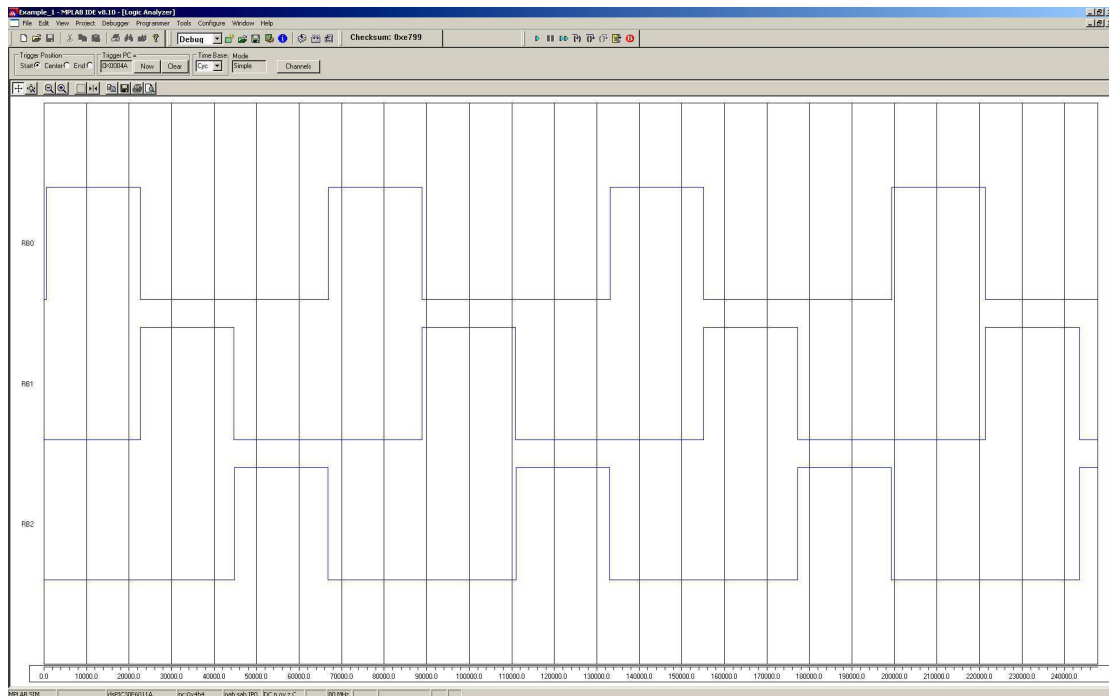 Example_1 - MPLAB IDE v8.10 - [Logic Analyzer]
File Edit View Project Debugger Programmer Tools Configure Window Help
Debug Checksum: 0xe799
Trigger Position Trigger PC = Time Base Mode
Start Center End 0X0004A Now Clear Cyc Simple Channels
RB0
RB1
RB2
0.0 10000.0 20000.0 30000.0 40000.0 50000.0 60000.0 70000.0 80000.0 90000.0 100000.0 110000.0 120000.0 130000.0 140000.0 150000.0 160000.0 170000.0 180000.0 190000.0 200000.0 210000.0 220000.0 230000.0 240000.0
MPLAB SIM dsPIC30F6011A